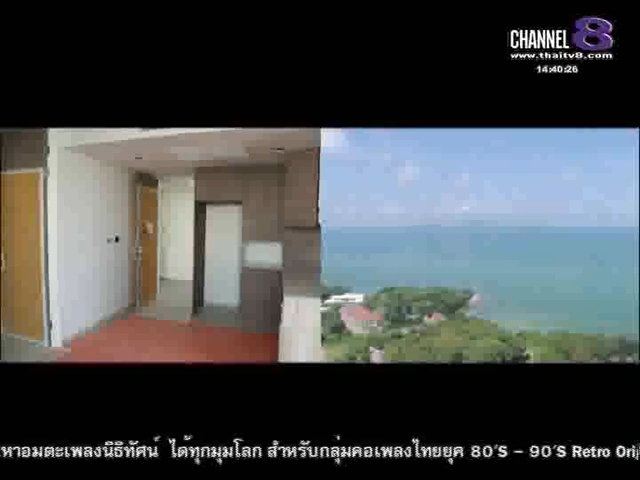 CHANNEL 8
www.thaitv8.com
14:40:26
หาอมตะเพลงนิธิทัศน์ ได้ทุกมุมโลก สำหรับกลุ่มคอเพลงไทยยุค 80'S – 90'S Retro Ori